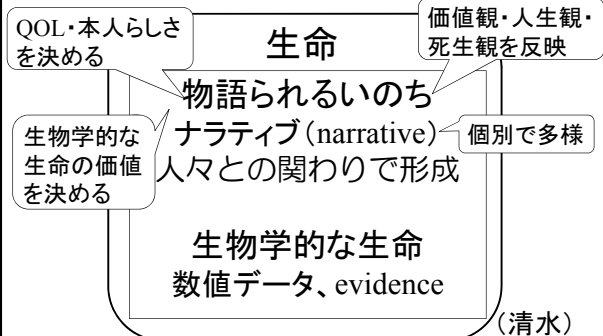 QOL・本人らしさ
を決める
価値観・人生観・
死生観を反映
生命
物語られるいのち
ナラティブ（narrative）
人々との関わりで形成
生物学的な
生命の価値
を決める
個別で多様
生物学的な生命
数値データ、evidence
（清水）